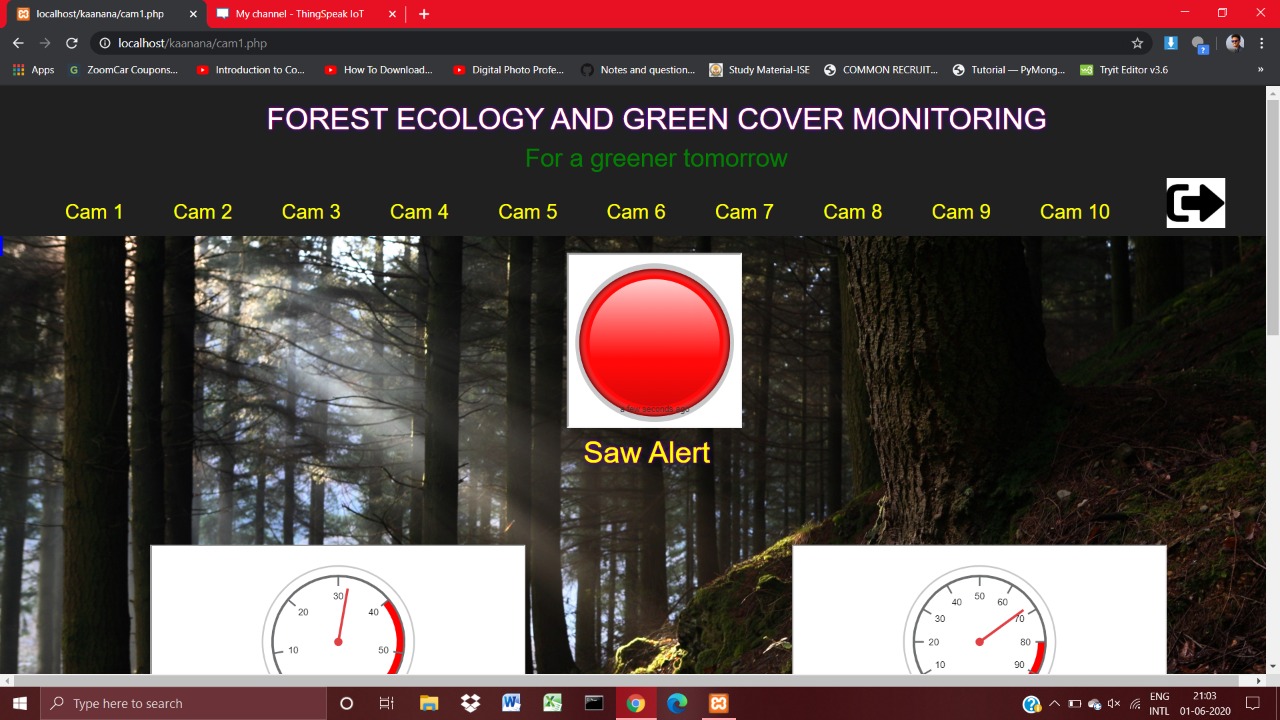 localhost/kaanana/cam1.php
My channel - ThingSpeak IoT
localhost/kaanana/cam1.php
Apps
ZoomCar Coupons...
Introduction to Co...
How To Download...
Digital Photo Profe...
Notes and question...
Study Material-ISE
COMMON RECRUIT...
Tutorial — PyMong...
Tryit Editor v3.6
»
FOREST ECOLOGY AND GREEN COVER MONITORING
For a greener tomorrow
Cam 1 Cam 2 Cam 3 Cam 4 Cam 5 Cam 6 Cam 7 Cam 8 Cam 9 Cam 10
a few seconds ago
Saw Alert
10 20 30 40 50
10 20 30 40 50 60 70 80 90
Type here to search
ENG
INTL
21:03
01-06-2020